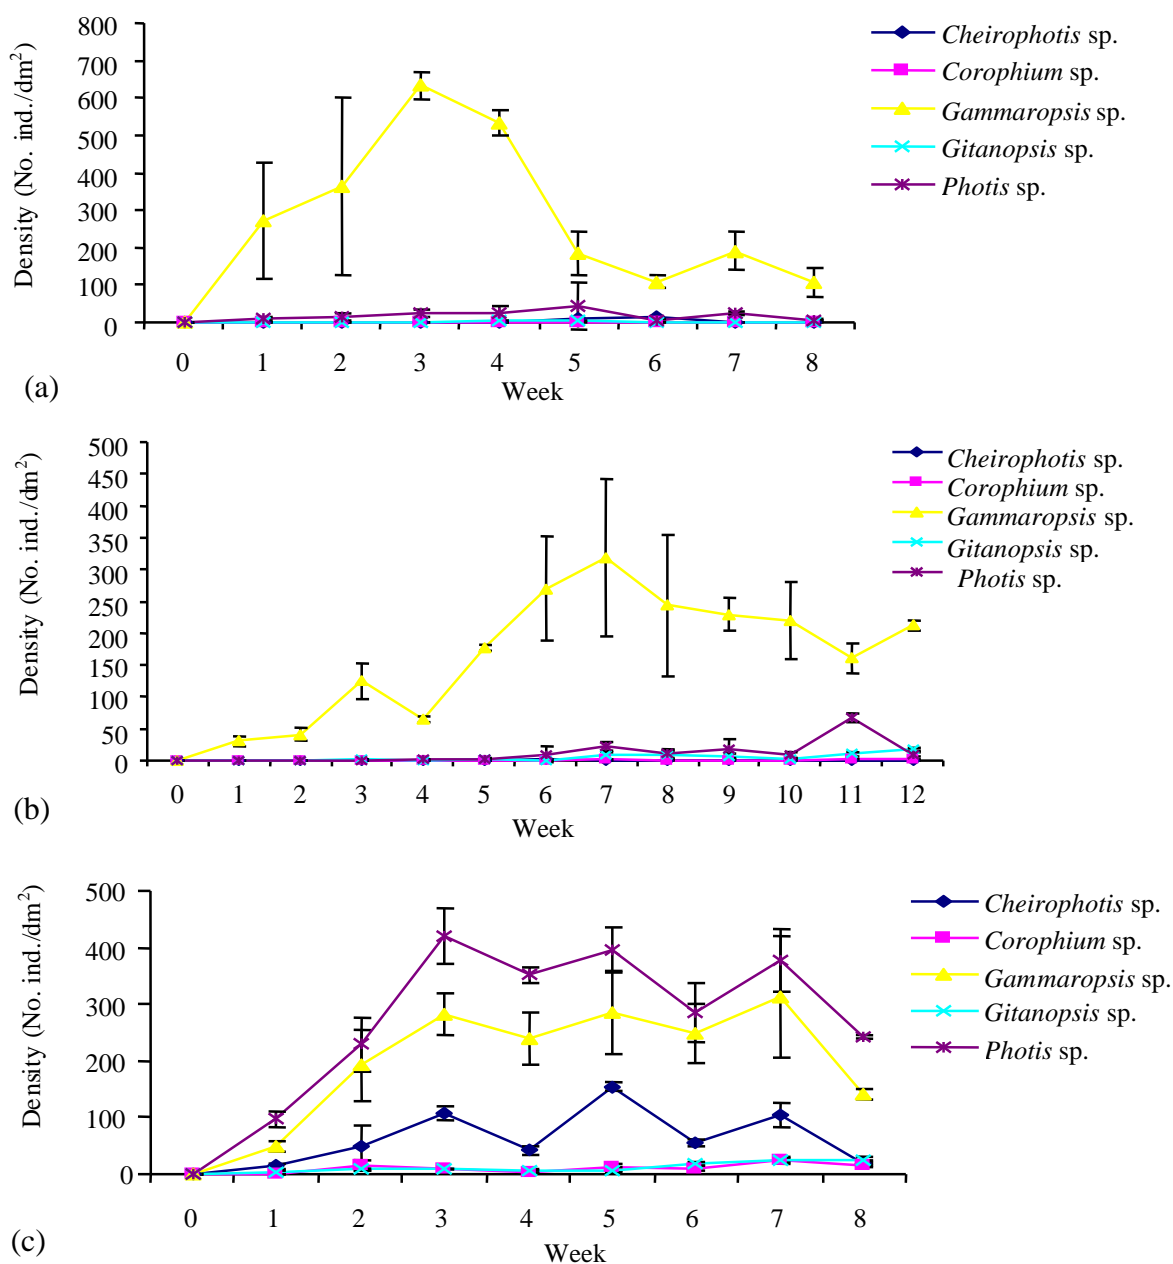 800
700
600
500
400
300
200
100
0
Density (No. ind./dm²)
0 1 2 3 4 5 6 7 8
Week
(a)
Cheirophotis sp.
Corophium sp.
Gammaropsis sp.
Gitanopsis sp.
Photis sp.
500
450
400
350
300
250
200
150
100
50
0
Density (No. ind./dm²)
0 1 2 3 4 5 6 7 8 9 10 11 12
Week
(b)
Cheirophotis sp.
Corophium sp.
Gammaropsis sp.
Gitanopsis sp.
Photis sp.
500
400
300
200
100
0
Density (No. ind./dm²)
0 1 2 3 4 5 6 7 8
Week
(c)
Cheirophotis sp.
Corophium sp.
Gammaropsis sp.
Gitanopsis sp.
Photis sp.